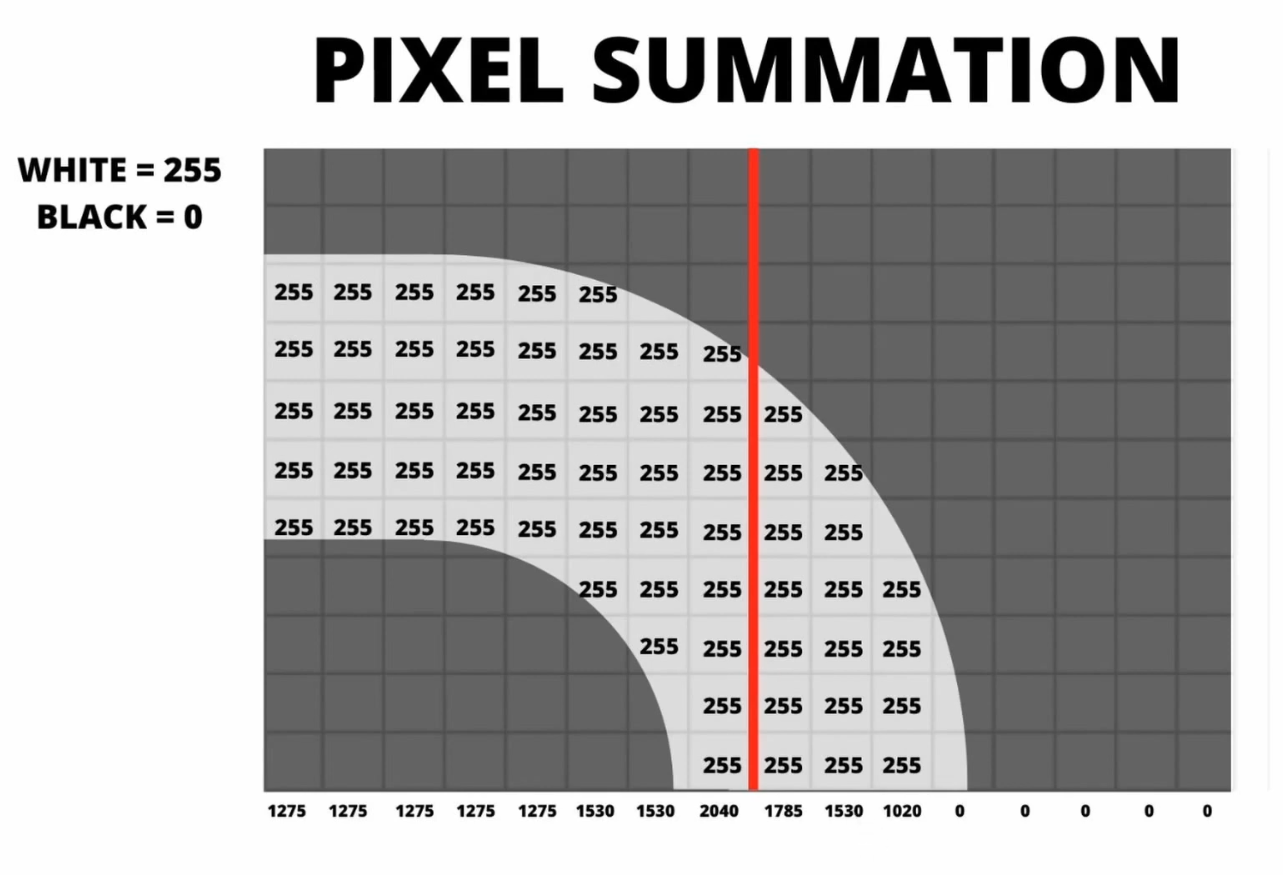 PIXEL SUMMATION
WHITE = 255
BLACK = 0
255 255 255 255 255 255
255 255 255 255 255 255 255 255
255 255 255 255 255 255 255 255 255
255 255 255 255 255 255 255 255 255 255
255 255 255 255 255 255 255 255 255 255
255 255 255 255 255 255
255 255 255 255 255
255 255 255 255
255 255 255 255
1275 1275 1275 1275 1275 1530 1530 2040 1785 1530 1020 0 0 0 0 0